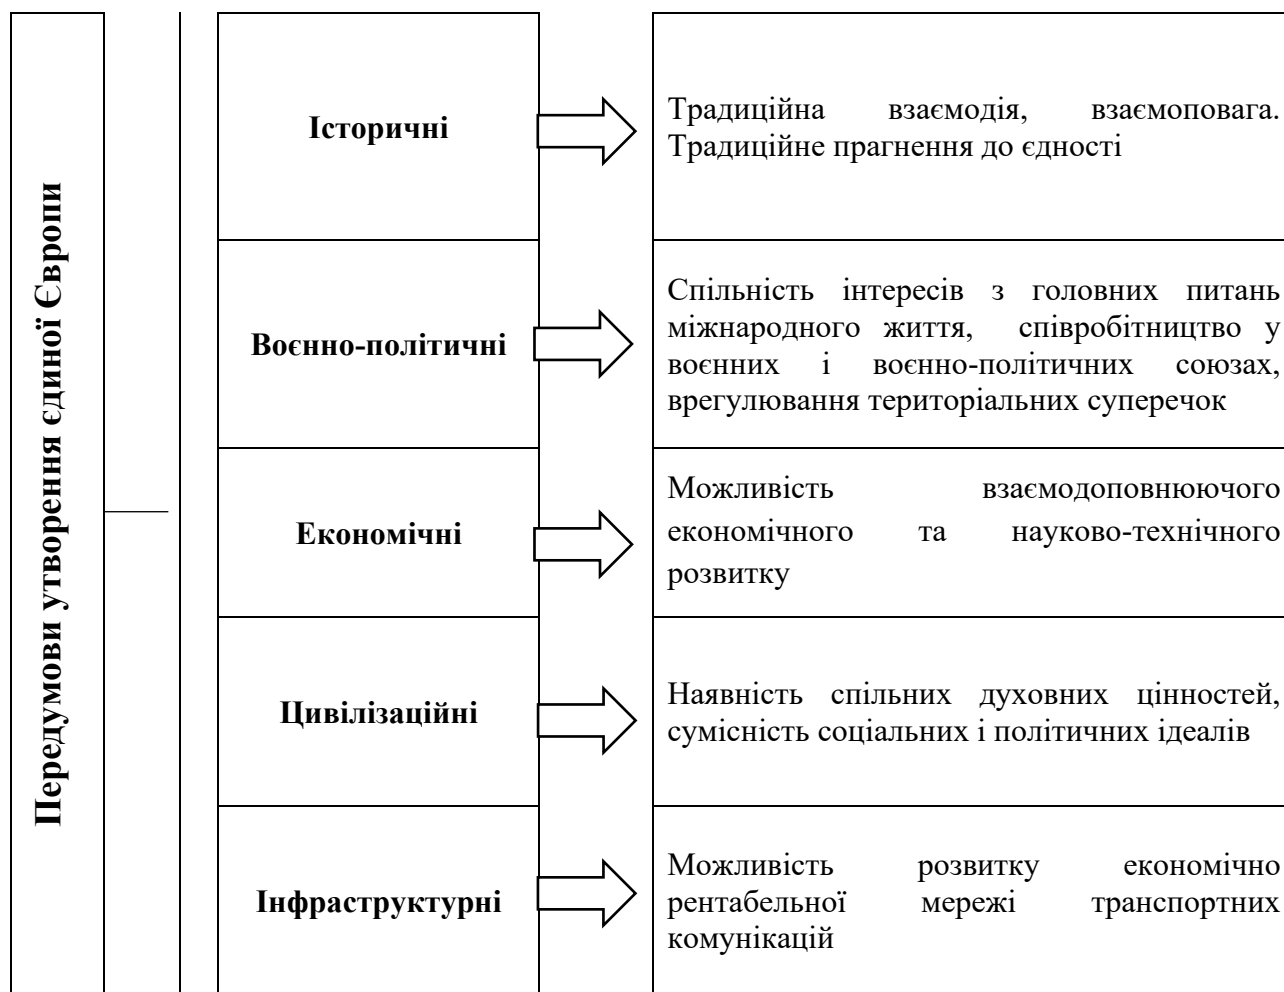 Передумови утворення єдиної Європи
Історичні
Традиційна взаємодія, взаємоповага.
Традиційне прагнення до єдності
Воєнно-політичні
Спільність інтересів з головних питань
міжнародного життя, співробітництво у
воєнних і воєнно-політичних союзах,
врегулювання територіальних суперечок
Економічні
Можливість взаємодоповнюючого
економічного та науково-технічного
розвитку
Цивілізаційні
Наявність спільних духовних цінностей,
сумісність соціальних і політичних ідеалів
Інфраструктурні
Можливість розвитку економічно
рентабельної мережі транспортних
комунікацій